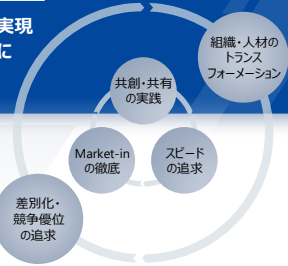 実現
に
組織・人材の
トランス
フォーメーション
共創・共有
の実践
Market-in
の徹底
スピード
の追求
差別化・
競争優位
の追求